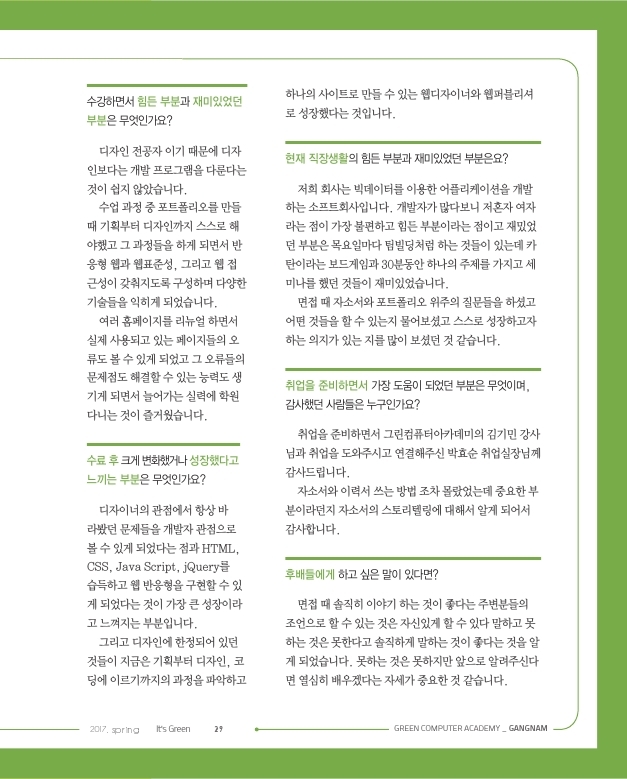 수강하면서 힘든 부분과 재미있었던
부분은 무엇인가요?
디자인 전공자 이기 때문에 디자
인보다는 개발 프로그램을 다룬다는
것이 쉽지 않았습니다.
수업 과정 중 포트폴리오를 만들
때 기획부터 디자인까지 스스로 해
야했고 그 과정들을 하게 되면서 반
응형 웹과 웹표준성, 그리고 웹 접
근성이 갖춰지도록 구성하며 다양한
기술들을 익히게 되었습니다.
여러 홈페이지를 리뉴얼 하면서
실제 사용되고 있는 페이지들의 오
류도 볼 수 있게 되었고 그 오류들의
문제점도 해결할 수 있는 능력도 생
기게 되면서 늘어가는 실력에 학원
다니는 것이 즐거웠습니다.
수료 후 크게 변화했거나 성장했다고
느끼는 부분은 무엇인가요?
디자이너의 관점에서 항상 바
라봤던 문제들을 개발자 관점으로
볼 수 있게 되었다는 점과 HTML,
CSS, Java Script, jQuery를
습득하고 웹 반응형을 구현할 수 있
게 되었다는 것이 가장 큰 성장이라
고 느껴지는 부분입니다.
그리고 디자인에 한정되어 있던
것들이 지금은 기획부터 디자인, 코
딩에 이르기까지의 과정을 파악하고
하나의 사이트로 만들 수 있는 웹디자이너와 웹퍼블리셔
로 성장했다는 것입니다.
현재 직장생활의 힘든 부분과 재미있었던 부분은요?
저희 회사는 빅데이터를 이용한 어플리케이션을 개발
하는 소프트회사입니다. 개발자가 많다보니 저혼자 여자
라는 점이 가장 불편하고 힘든 부분이라는 점이고 재밌었
던 부분은 목요일마다 팀빌딩처럼 하는 것들이 있는데 카
탄이라는 보드게임과 30분동안 하나의 주제를 가지고 세
미나를 했던 것들이 재미있었습니다.
면접 때 자소서와 포트폴리오 위주의 질문들을 하셨고
어떤 것들을 할 수 있는지 물어보셨고 스스로 성장하고자
하는 의지가 있는 지를 많이 보셨던 것 같습니다.
취업을 준비하면서 가장 도움이 되었던 부분은 무엇이며,
감사했던 사람들은 누구인가요?
취업을 준비하면서 그린컴퓨터아카데미의 김기민 강사
님과 취업을 도와주시고 연결해주신 박효순 취업실장님께
감사드립니다.
자소서와 이력서 쓰는 방법 조차 몰랐었는데 중요한 부
분이라던지 자소서의 스토리텔링에 대해서 알게 되어서
감사합니다.
후배들에게 하고 싶은 말이 있다면?
면접 때 솔직히 이야기 하는 것이 좋다는 주변분들의
조언으로 할 수 있는 것은 자신있게 할 수 있다 말하고 못
하는 것은 못한다고 솔직하게 말하는 것이 좋다는 것을 알
게 되었습니다. 못하는 것은 못하지만 앞으로 알려주신다
면 열심히 배우겠다는 자세가 중요한 것 같습니다.
2017. spring It's Green 29
GREEN COMPUTER ACADEMY _ GANGNAM